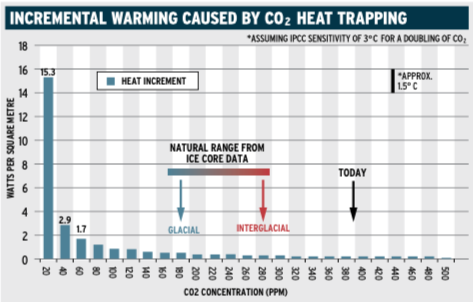 INCREMENTAL WARMING CAUSED BY CO₂ HEAT TRAPPING
*ASSUMING IPCC SENSITIVITY OF 3°C FOR A DOUBLING OF CO₂
WATTS PER SQUARE METRE
18
16
14
12
10
8
6
4
2
0
15.3
2.9
1.7
HEAT INCREMENT
*APPROX.
1.5° C
NATURAL RANGE FROM
ICE CORE DATA
GLACIAL
INTERGLACIAL
TODAY
20 40 60 80 100 120 140 160 180 200 220 240 260 280 300 320 340 360 380 400 420 440 460 480 500
CO2 CONCENTRATION (PPM)